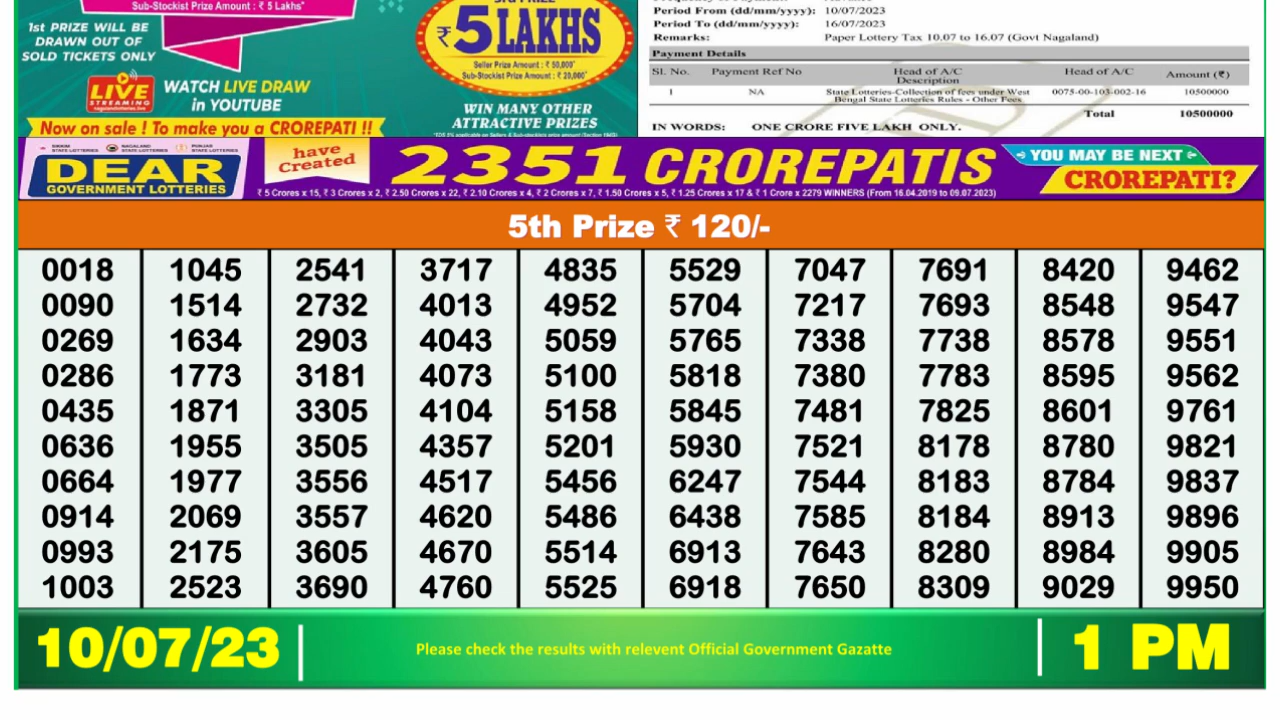 Sub-Stockist Prize Amount : ₹ 5 Lakhs*
1st PRIZE WILL BE
DRAWN OUT OF
SOLD TICKETS ONLY
LIVE
STREAMING
WATCH LIVE DRAW
in YOUTUBE
Now on sale ! To make you a CROREPATI !!
₹5 LAKHS
Seller Prize Amount : ₹ 50,000*
Sub-Stockist Prize Amount : ₹ 20,000*
WIN MANY OTHER
ATTRACTIVE PRIZES
Period From (dd/mm/yyyy): 10/07/2023
Period To (dd/mm/yyyy): 16/07/2023
Remarks: Paper Lottery Tax 10.07 to 16.07 (Govt Nagaland)
Payment Details
Sl. No. Payment Ref No Head of A/C Description Head of A/C Amount (₹)
1 NA State Lotteries-Collection of fees under West Bengal State Lotteries Rules - Other Fees 0075-00-103-002-16 10500000
Total 10500000
IN WORDS: ONE CRORE FIVE LAKH ONLY.
SIKKIM STATE LOTTERIES NAGALAND STATE LOTTERIES PUNJAB STATE LOTTERIES
DEAR
GOVERNMENT LOTTERIES
have
Created
2351 CROREPATIS
YOU MAY BE NEXT
CROREPATI?
₹ 5 Crores x 15, ₹ 3 Crores x 2, ₹ 2.50 Crores x 22, ₹ 2.10 Crores x 4, ₹ 2 Crores x 7, ₹ 1.50 Crores x 5, ₹ 1.25 Crores x 17 & ₹ 1 Crore x 2279 WINNERS (From 16.04.2019 to 09.07.2023)
5th Prize ₹ 120/-
0018 1045 2541 3717 4835 5529 7047 7691 8420 9462
0090 1514 2732 4013 4952 5704 7217 7693 8548 9547
0269 1634 2903 4043 5059 5765 7338 7738 8578 9551
0286 1773 3181 4073 5100 5818 7380 7783 8595 9562
0435 1871 3305 4104 5158 5845 7481 7825 8601 9761
0636 1955 3505 4357 5201 5930 7521 8178 8780 9821
0664 1977 3556 4517 5456 6247 7544 8183 8784 9837
0914 2069 3557 4620 5486 6438 7585 8184 8913 9896
0993 2175 3605 4670 5514 6913 7643 8280 8984 9905
1003 2523 3690 4760 5525 6918 7650 8309 9029 9950
10/07/23
Please check the results with relevent Official Government Gazatte
1 PM